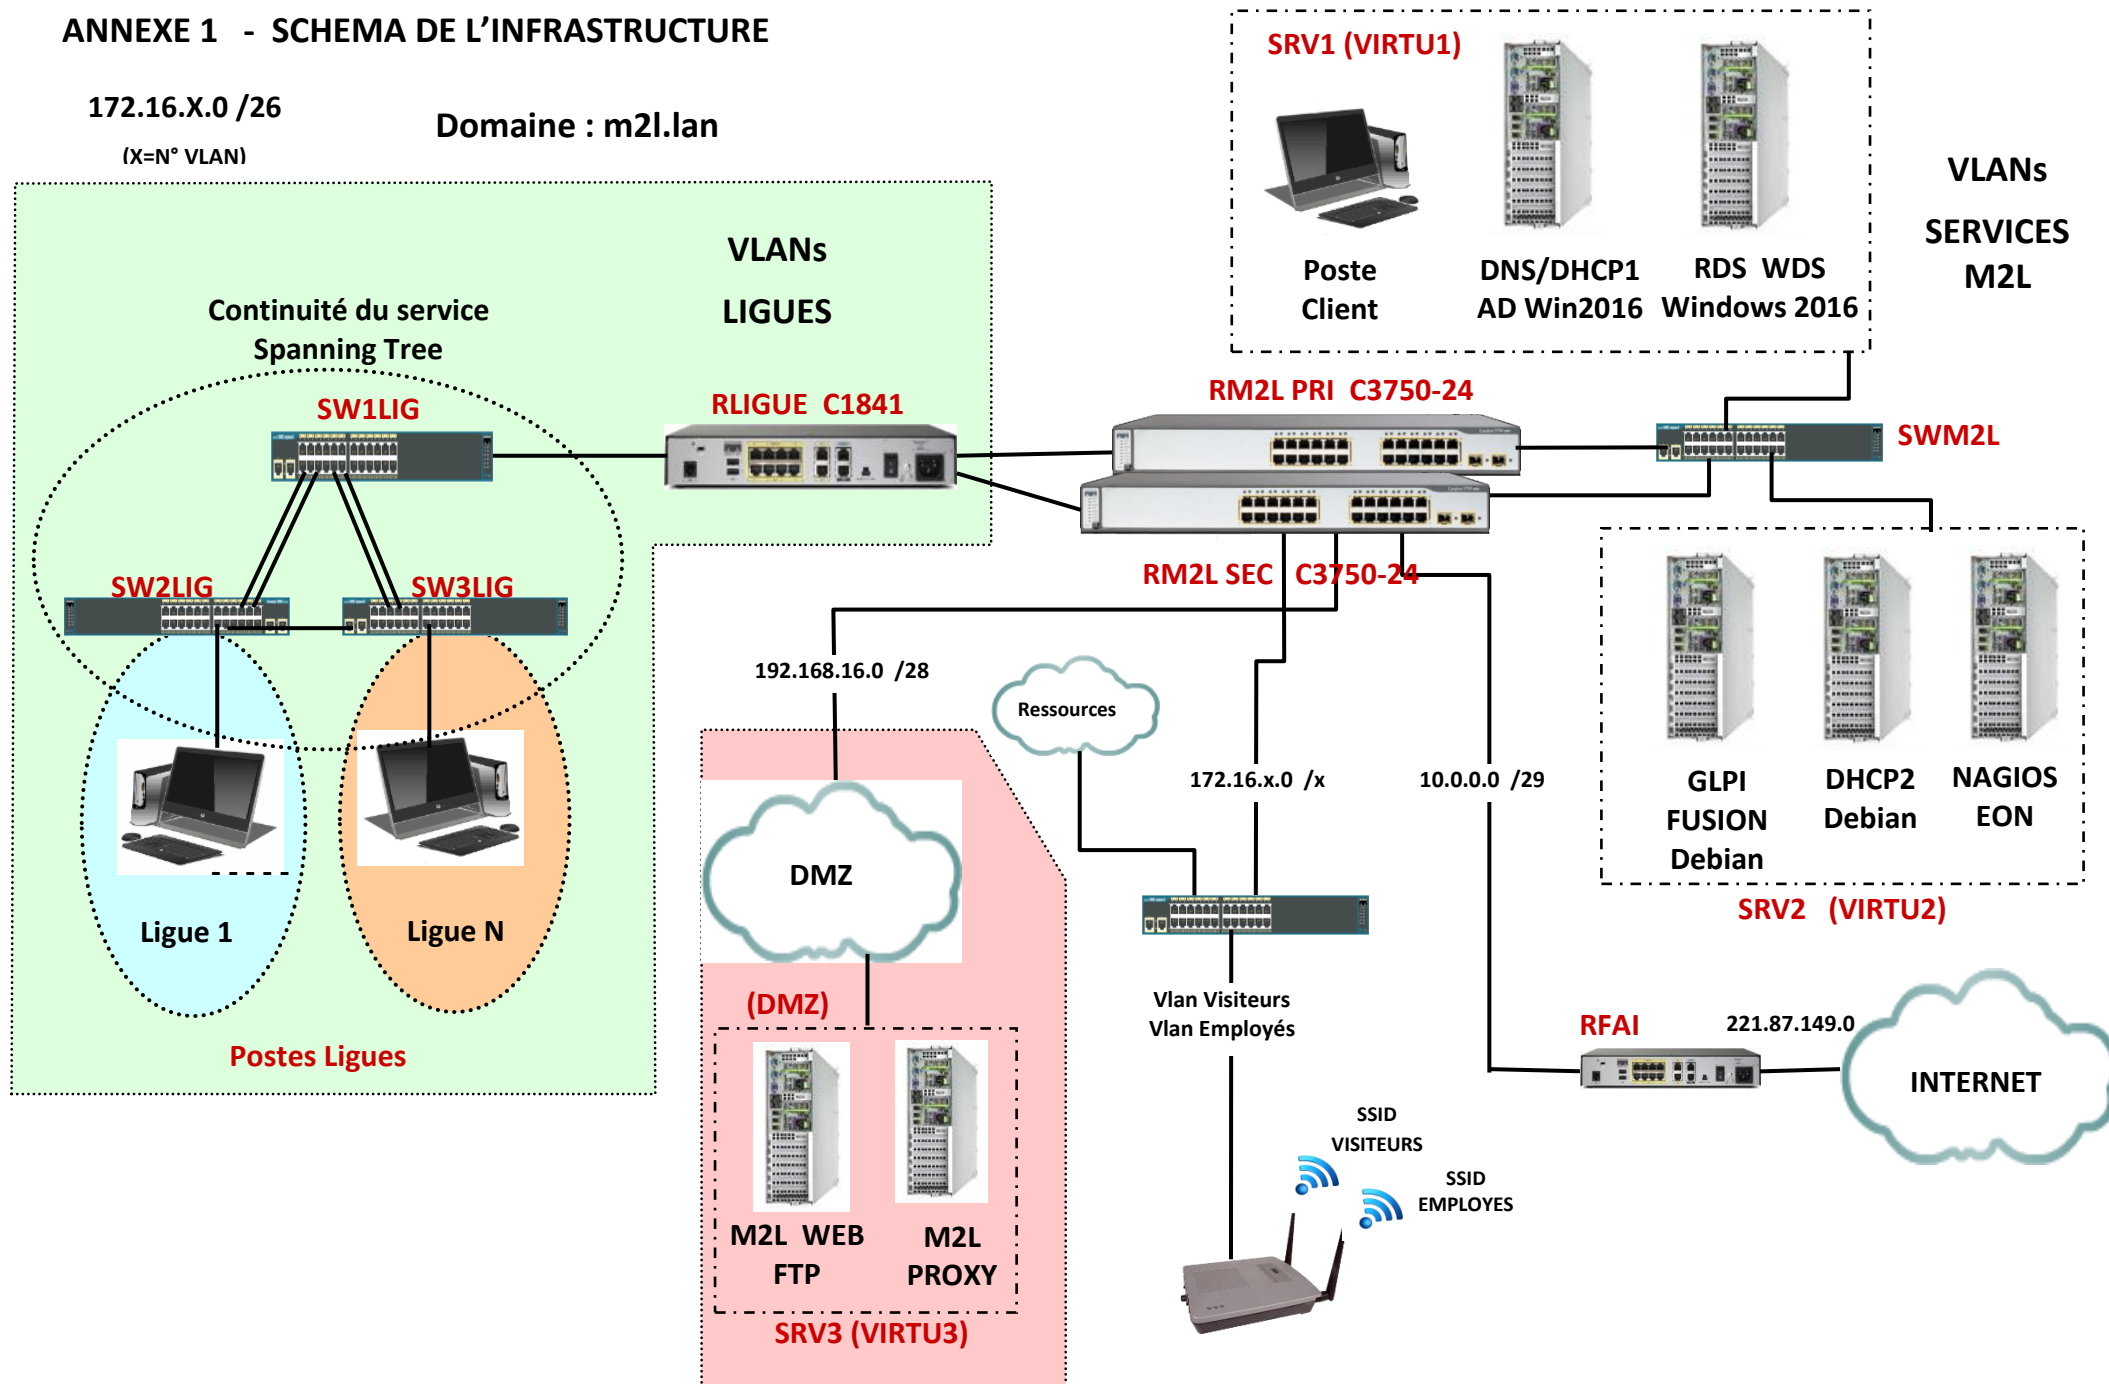 ANNEXE 1 - SCHEMA DE L’INFRASTRUCTURE
172.16.X.0 /26
(X=N° VLAN)
Domaine : m2l.lan
SRV1 (VIRTU1)
Poste
Client
DNS/DHCP1
AD Win2016
RDS WDS
Windows 2016
VLANs
SERVICES
M2L
VLANs
LIGUES
Continuité du service
Spanning Tree
SW1LIG
RLIGUE C1841
RM2L PRI C3750-24
SWM2L
SW2LIG
SW3LIG
RM2L SEC C3750-24
192.168.16.0 /28
Ressources
172.16.x.0 /x
10.0.0.0 /29
GLPI
FUSION
Debian
DHCP2
Debian
NAGIOS
EON
SRV2 (VIRTU2)
DMZ
Ligue 1
Ligue N
Postes Ligues
(DMZ)
Vlan Visiteurs
Vlan Employés
RFAI
221.87.149.0
INTERNET
SSID
VISITEURS
SSID
EMPLOYES
M2L WEB
FTP
M2L
PROXY
SRV3 (VIRTU3)